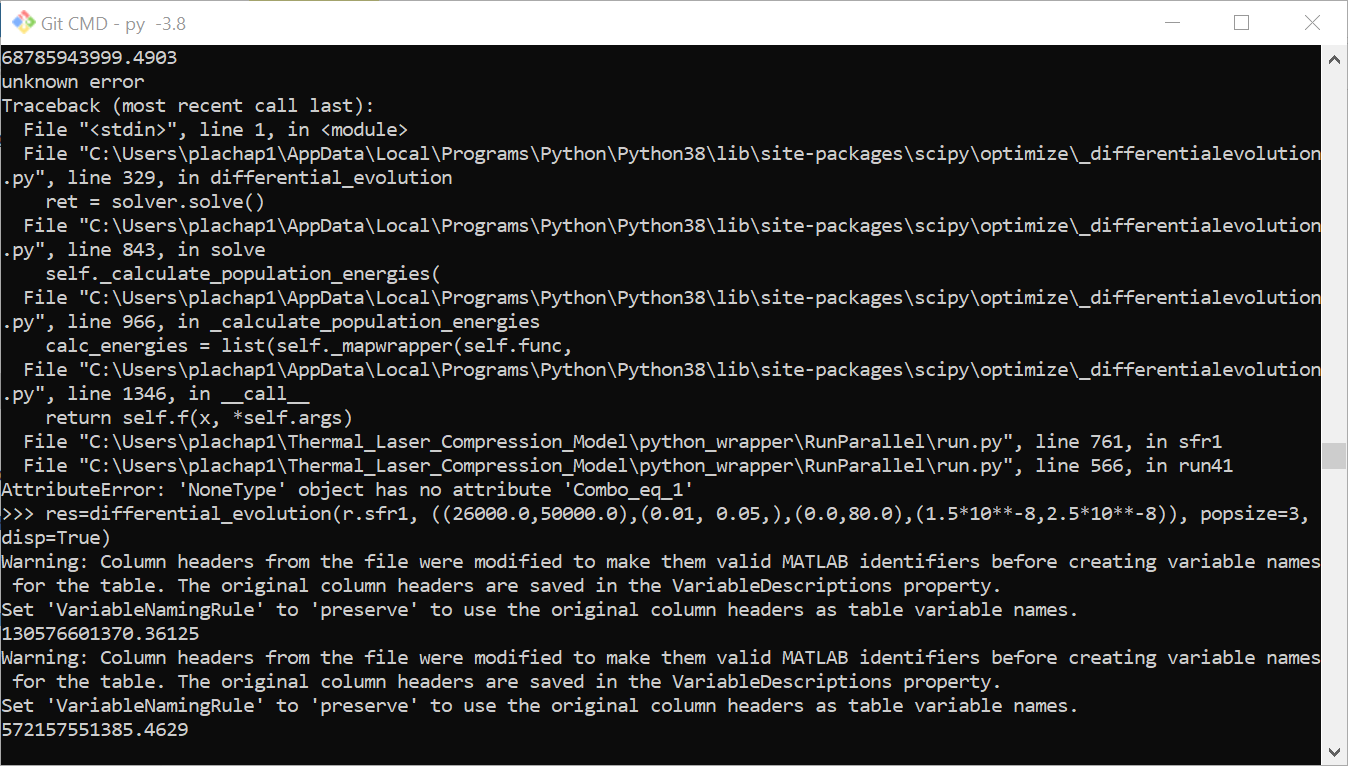 Git CMD - py  -3.8
68785943999.4903
unknown error
Traceback (most recent call last):
  File "<stdin>", line 1, in <module>
  File "C:\Users\plachap1\AppData\Local\Programs\Python\Python38\lib\site-packages\scipy\optimize\_differentialevolution
.py", line 329, in differential_evolution
    ret = solver.solve()
  File "C:\Users\plachap1\AppData\Local\Programs\Python\Python38\lib\site-packages\scipy\optimize\_differentialevolution
.py", line 843, in solve
    self._calculate_population_energies(
  File "C:\Users\plachap1\AppData\Local\Programs\Python\Python38\lib\site-packages\scipy\optimize\_differentialevolution
.py", line 966, in _calculate_population_energies
    calc_energies = list(self._mapwrapper(self.func,
  File "C:\Users\plachap1\AppData\Local\Programs\Python\Python38\lib\site-packages\scipy\optimize\_differentialevolution
.py", line 1346, in __call__
    return self.f(x, *self.args)
  File "C:\Users\plachap1\Thermal_Laser_Compression_Model\python_wrapper\RunParallel\run.py", line 761, in sfr1
  File "C:\Users\plachap1\Thermal_Laser_Compression_Model\python_wrapper\RunParallel\run.py", line 566, in run41
AttributeError: 'NoneType' object has no attribute 'Combo_eq_1'
>>> res=differential_evolution(r.sfr1, ((26000.0,50000.0),(0.01, 0.05,),(0.0,80.0),(1.5*10**-8,2.5*10**-8)), popsize=3,
disp=True)
Warning: Column headers from the file were modified to make them valid MATLAB identifiers before creating variable names
 for the table. The original column headers are saved in the VariableDescriptions property.
Set 'VariableNamingRule' to 'preserve' to use the original column headers as table variable names.
130576601370.36125
Warning: Column headers from the file were modified to make them valid MATLAB identifiers before creating variable names
 for the table. The original column headers are saved in the VariableDescriptions property.
Set 'VariableNamingRule' to 'preserve' to use the original column headers as table variable names.
572157551385.4629